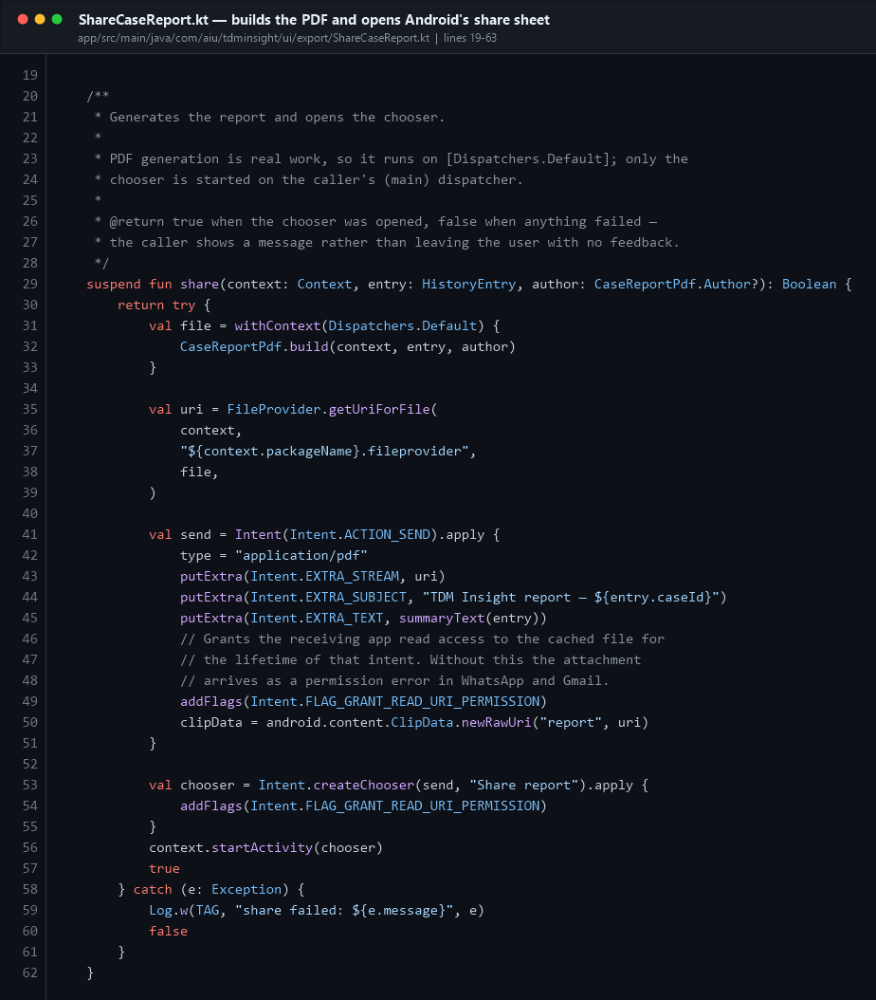 ShareCaseReport.kt — builds the PDF and opens Android's share sheet
app/src/main/java/com/aiu/tdminsight/ui/export/ShareCaseReport.kt | lines 19-63
19
20     /**
21      * Generates the report and opens the chooser.
22      *
23      * PDF generation is real work, so it runs on [Dispatchers.Default]; only the
24      * chooser is started on the caller's (main) dispatcher.
25      *
26      * @return true when the chooser was opened, false when anything failed —
27      * the caller shows a message rather than leaving the user with no feedback.
28      */
29     suspend fun share(context: Context, entry: HistoryEntry, author: CaseReportPdf.Author?): Boolean {
30         return try {
31             val file = withContext(Dispatchers.Default) {
32                 CaseReportPdf.build(context, entry, author)
33             }
34
35             val uri = FileProvider.getUriForFile(
36                 context,
37                 "${context.packageName}.fileprovider",
38                 file,
39             )
40
41             val send = Intent(Intent.ACTION_SEND).apply {
42                 type = "application/pdf"
43                 putExtra(Intent.EXTRA_STREAM, uri)
44                 putExtra(Intent.EXTRA_SUBJECT, "TDM Insight report — ${entry.caseId}")
45                 putExtra(Intent.EXTRA_TEXT, summaryText(entry))
46                 // Grants the receiving app read access to the cached file for
47                 // the lifetime of that intent. Without this the attachment
48                 // arrives as a permission error in WhatsApp and Gmail.
49                 addFlags(Intent.FLAG_GRANT_READ_URI_PERMISSION)
50                 clipData = android.content.ClipData.newRawUri("report", uri)
51             }
52
53             val chooser = Intent.createChooser(send, "Share report").apply {
54                 addFlags(Intent.FLAG_GRANT_READ_URI_PERMISSION)
55             }
56             context.startActivity(chooser)
57             true
58         } catch (e: Exception) {
59             Log.w(TAG, "share failed: ${e.message}", e)
60             false
61         }
62     }